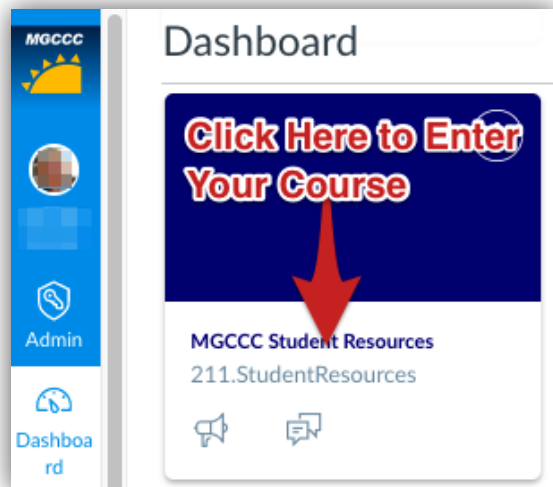 MGCCC
Dashboard
Click Here to Enter
Your Course
Admin
MGCCC Student Resources
211.StudentResources
Dashboa
rd